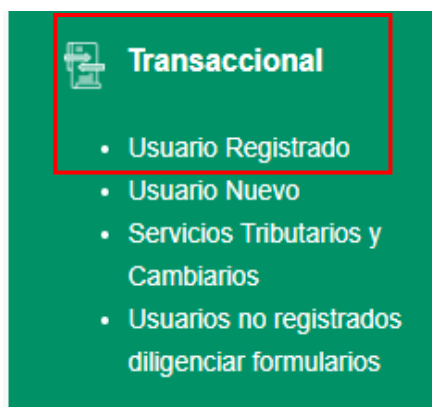 Transaccional
• Usuario Registrado
• Usuario Nuevo
• Servicios Tributarios y
Cambiarios
• Usuarios no registrados
diligenciar formularios